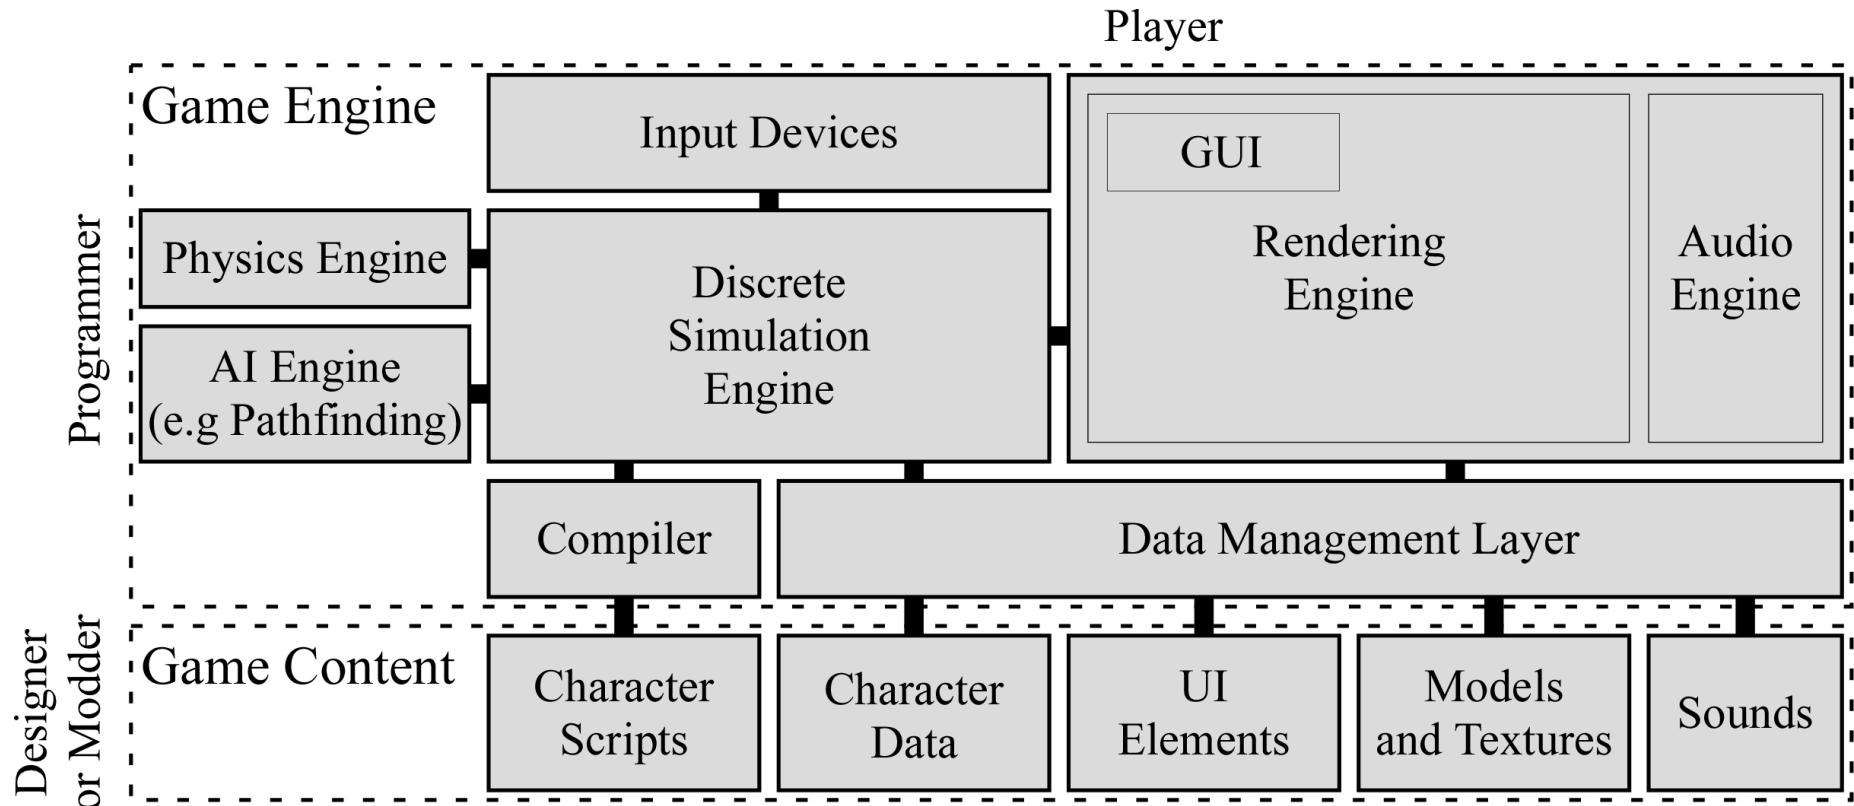 Player
Game Engine
Input Devices
GUI
Rendering
Engine
Audio
Engine
Physics Engine
Discrete
Simulation
Engine
AI Engine
(e.g Pathfinding)
Programmer
Compiler
Data Management Layer
Designer
or Modder
Game Content
Character
Scripts
Character
Data
UI
Elements
Models
and Textures
Sounds